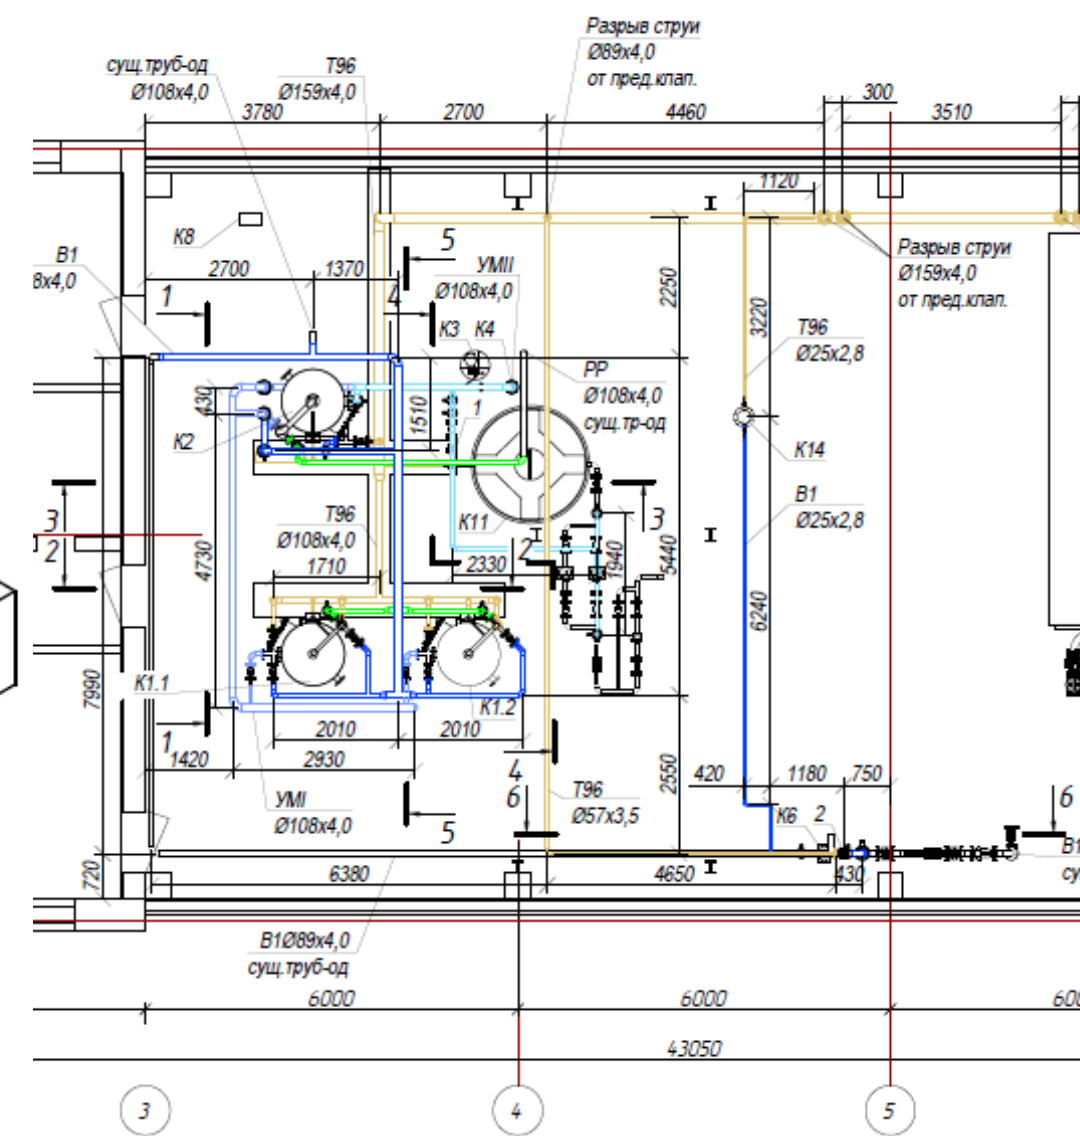 Разрыв струи
Ø89х4,0
от пред.клап.
сущ.труб-од
Ø108х4,0
Т96
Ø159х4,0
3780
2700
4460
300
3510
1120
К8
В1
8х4,0
2700
1370
5
УМII
Ø108х4,0
2250
Разрыв струи
Ø159х4,0
от пред.клап.
1
4
К3
К4
3220
Т96
Ø25х2,8
РР
Ø108х4,0
сущ.тр-од
430
1510
1
К2
К14
В1
Ø25х2,8
К11
3
2
Т96
Ø108х4,0
4730
1710
2330
2
1940
3
5440
6240
7990
К1.1
К1.2
1
2010
2010
1420
2930
4
2550
420
1180
750
УМI
Ø108х4,0
5
6
Т96
Ø57х3,5
К6
2
6
В1
су
720
6380
4650
430
В1Ø89х4,0
сущ.труб-од
6000
6000
600
43050
3
4
5